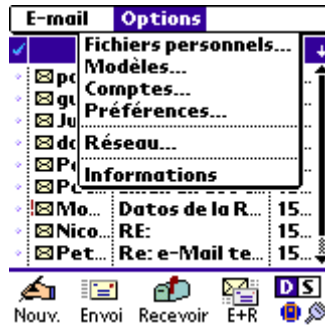 E-mail Options
Fichiers personnels...
Modèles...
Comptes...
Préférences...
Réseau...
Informations
Mo... Datos de la R... 15...
Nico... RE: 15...
Pet... Re: e-Mail te... 15...
Nouv. Envoi Recevoir E+R D S